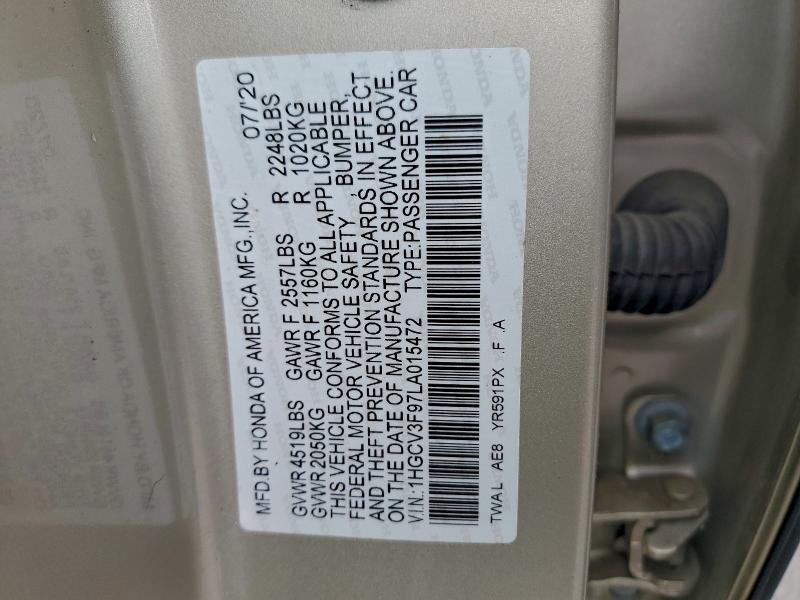 MFD.BY HONDA OF AMERICA MFG.,INC. 07/'20
GVWR 4519LBS GAWR F 2557LBS R 2248LBS
GVWR 2050KG GAWR F 1160KG R 1020KG
THIS VEHICLE CONFORMS TO ALL APPLICABLE
FEDERAL MOTOR VEHICLE SAFETY , BUMPER,
AND THEFT PREVENTION STANDARDS IN EFFECT
ON THE DATE OF MANUFACTURE SHOWN ABOVE.
V.I.N.:1HGCV3F97LA015472 TYPE:PASSENGER CAR
TWAL AE8 YR591PX .F .A